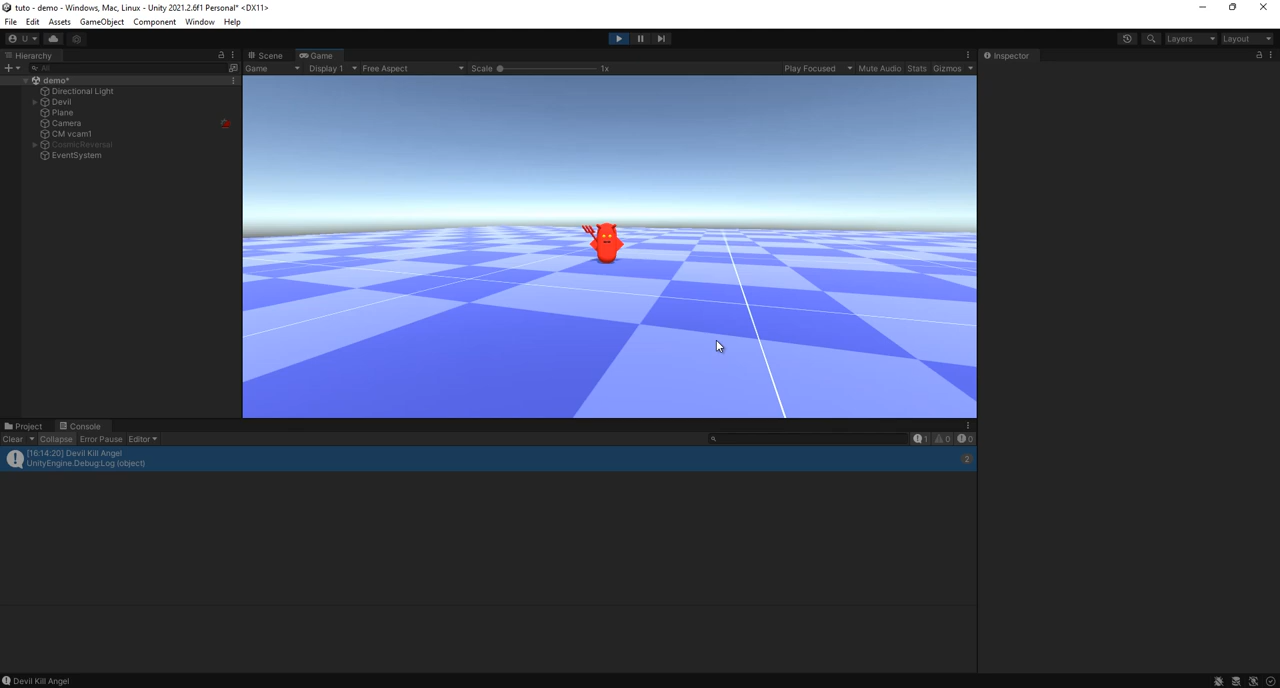 tuto - demo - Windows, Mac, Linux - Unity 2021.2.6f1 Personal* <DX11>
File Edit Assets GameObject Component Window Help
U Layers Layout
Hierarchy
All
demo*
Directional Light
Devil
Plane
Camera
CM vcam1
CosmicReversal
EventSystem
Scene Game
Game Display 1 Free Aspect Scale 1x Play Focused Mute Audio Stats Gizmos
Inspector
Project Console
Clear Collapse Error Pause Editor 1 0 0
[16:14:20] Devil Kill Angel
UnityEngine.Debug:Log (object)
2
Devil Kill Angel